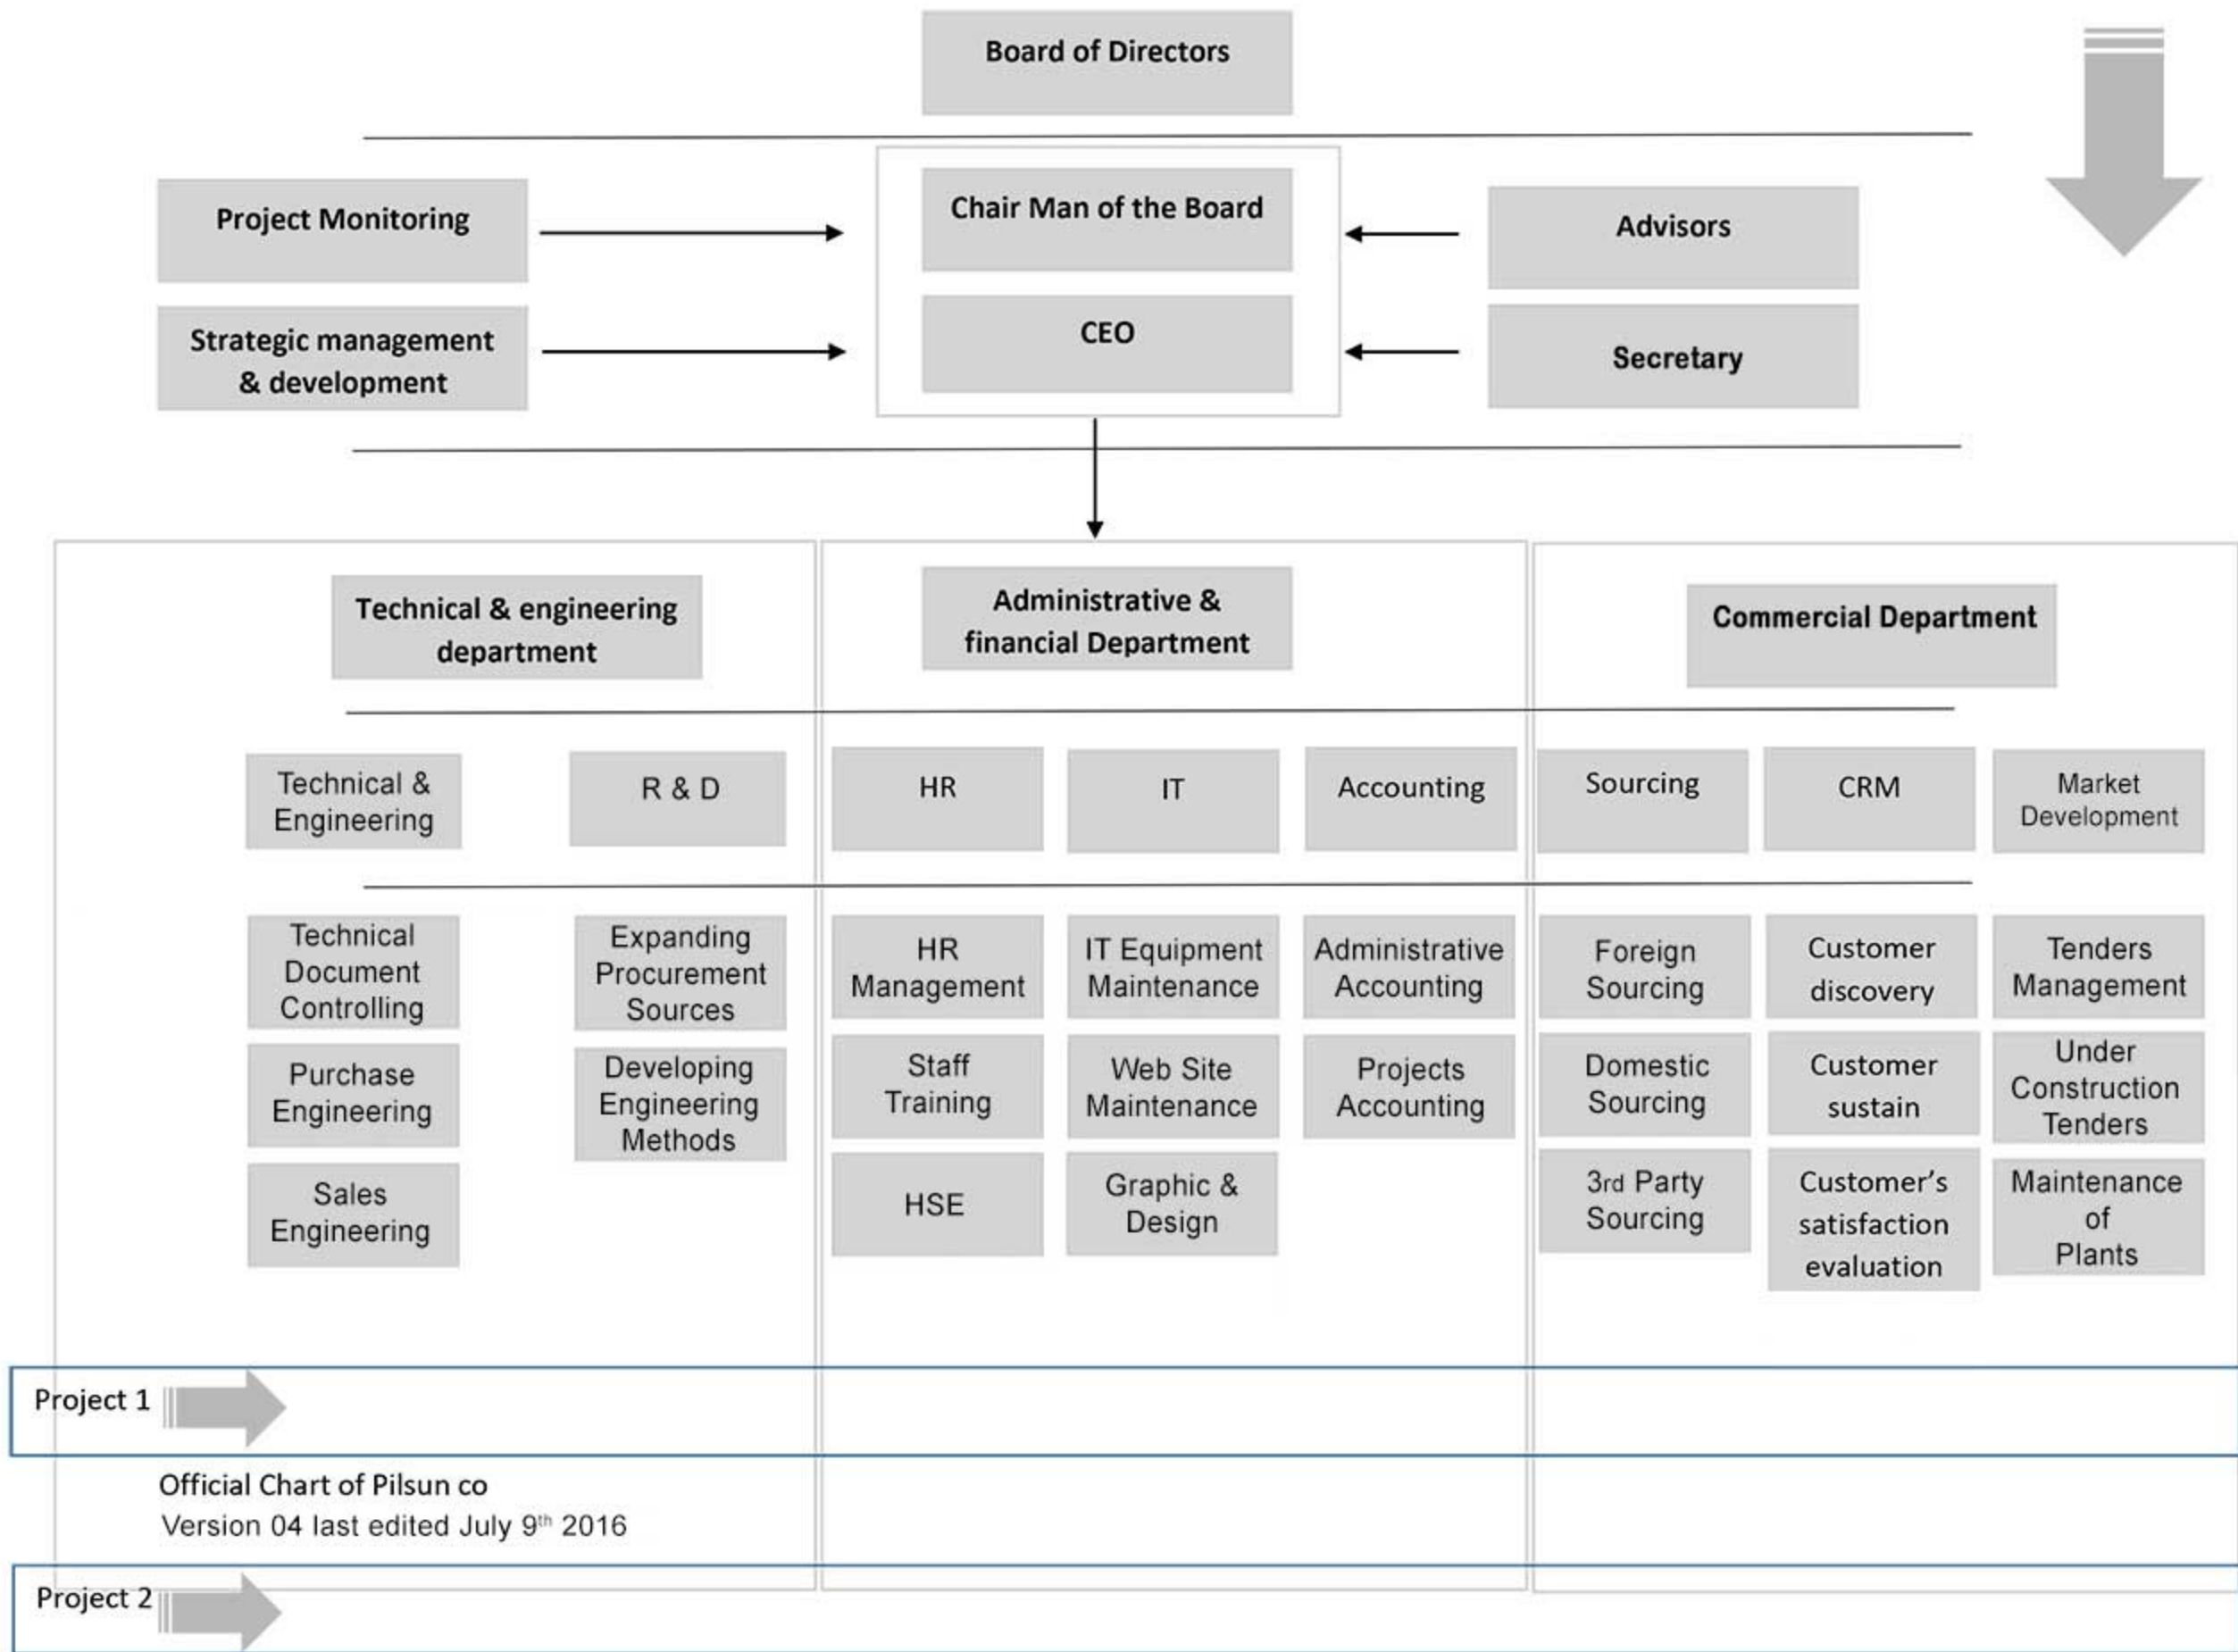 Board of Directors
Project Monitoring
Chair Man of the Board
Advisors
Strategic management
& development
CEO
Secretary
Technical & engineering
department
Administrative &
financial Department
Commercial Department
Technical &
Engineering
R & D
HR
IT
Accounting
Sourcing
CRM
Market
Development
Technical
Document
Controlling
Expanding
Procurement
Sources
HR
Management
IT Equipment
Maintenance
Administrative
Accounting
Foreign
Sourcing
Customer
discovery
Tenders
Management
Purchase
Engineering
Developing
Engineering
Methods
Staff
Training
Web Site
Maintenance
Projects
Accounting
Domestic
Sourcing
Customer
sustain
Under
Construction
Tenders
Sales
Engineering
HSE
Graphic &
Design
3rd Party
Sourcing
Customer’s
satisfaction
evaluation
Maintenance
of
Plants
Project 1
Official Chart of Pilsun co
Version 04 last edited July 9th 2016
Project 2